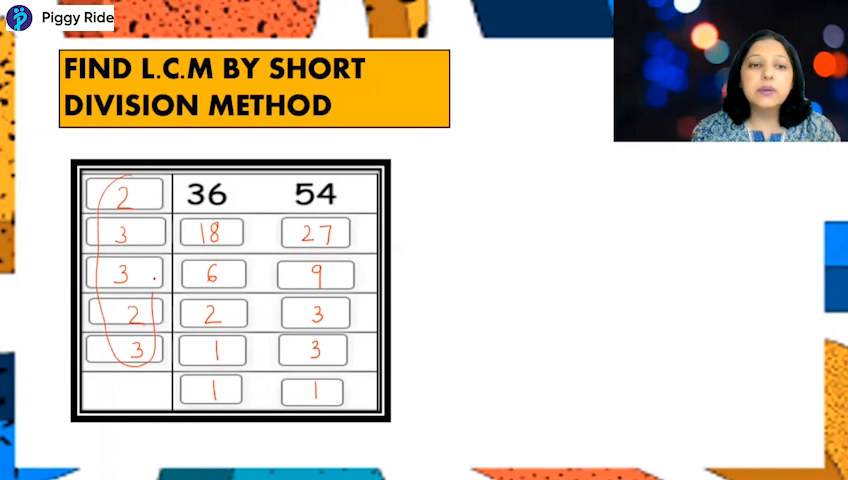 Piggy Ride
FIND L.C.M BY SHORT
DIVISION METHOD
2 36 54
3 18 27
3 6 9
2 2 3
3 1 3
1 1